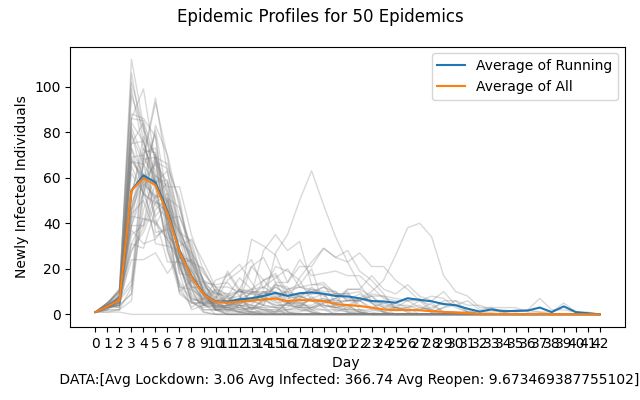 Epidemic Profiles for 50 Epidemics
Average of Running
Average of All
100
80
60
40
20
0
Newly Infected Individuals
0 1 2 3 4 5 6 7 8 9 10 11 12 13 14 15 16 17 18 19 20 21 22 23 24 25 26 27 28 29 30 31 32 33 34 35 36 37 38 39 40 41 42
Day
DATA:[Avg Lockdown: 3.06 Avg Infected: 366.74 Avg Reopen: 9.673469387755102]